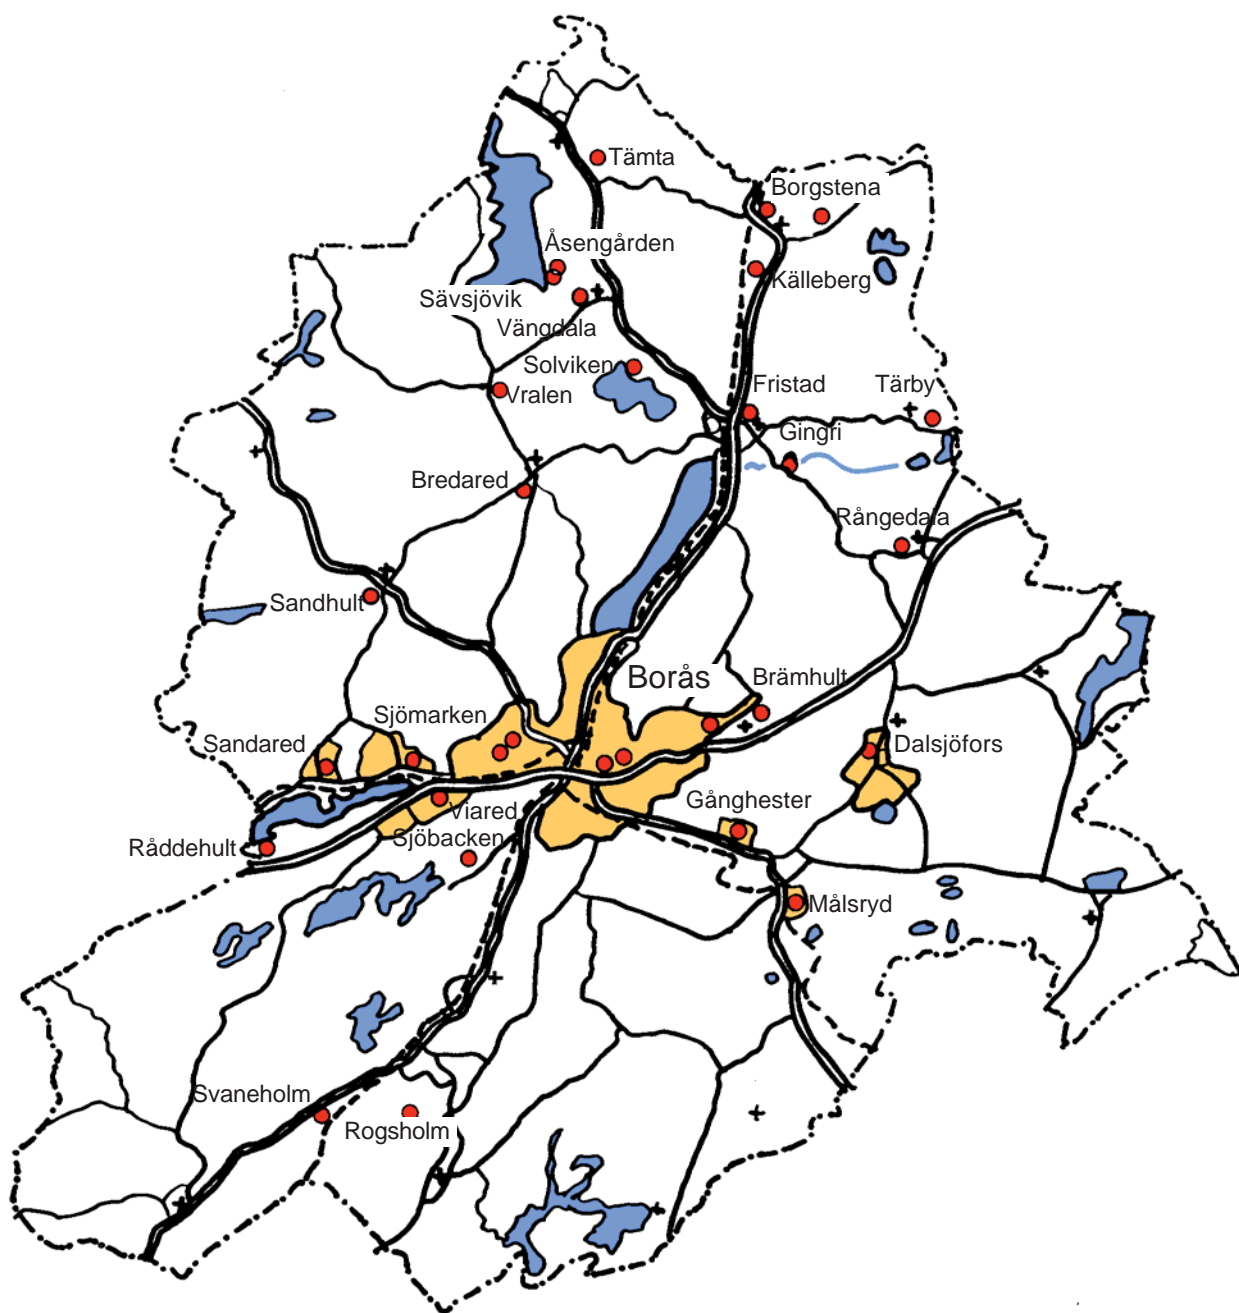 Tämta
Borgstena
Åsengården
Källeberg
Sävsjövik
Vängdala
Solviken
Vralen
Fristad
Tärby
Gingri
Bredared
Rångedala
Sandhult
Borås
Brämhult
Sjömarken
Sandared
Dalsjöfors
Viared
Gånghester
Sjöbacken
Råddehult
Målsryd
Svaneholm
Rogsholm